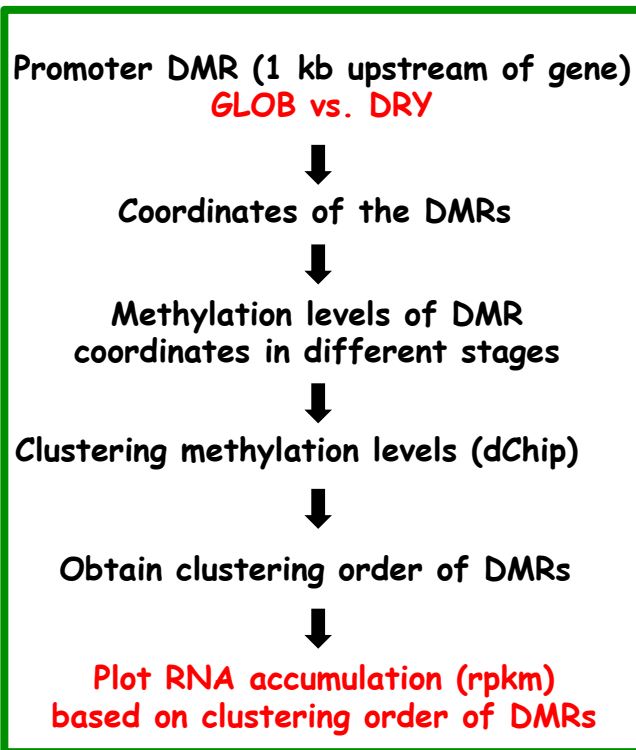 Promoter DMR (1 kb upstream of gene)
GLOB vs. DRY
Coordinates of the DMRs
Methylation levels of DMR
coordinates in different stages
Clustering methylation levels (dChip)
Obtain clustering order of DMRs
Plot RNA accumulation (rpkm)
based on clustering order of DMRs